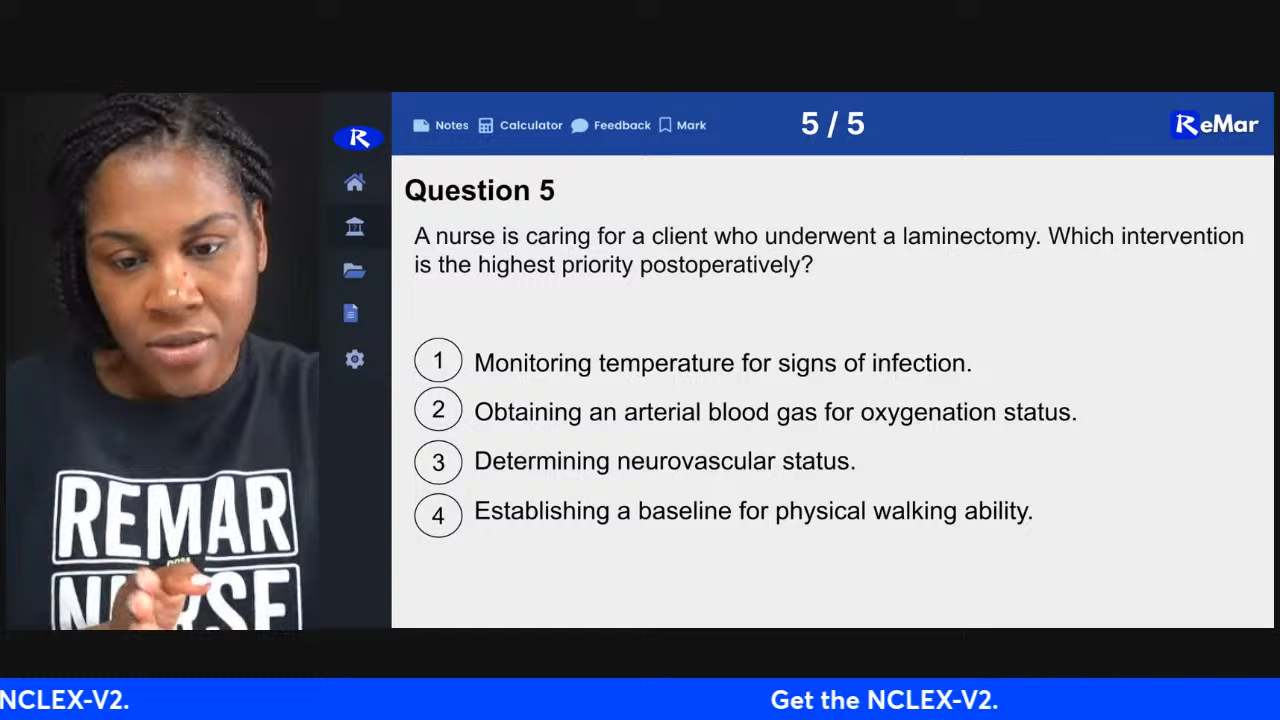 Notes Calculator Feedback Mark 5 / 5 ReMar
R
Question 5
A nurse is caring for a client who underwent a laminectomy. Which intervention
is the highest priority postoperatively?
1 Monitoring temperature for signs of infection.
2 Obtaining an arterial blood gas for oxygenation status.
3 Determining neurovascular status.
4 Establishing a baseline for physical walking ability.
REMAR
NURSE
NCLEX-V2. Get the NCLEX-V2.